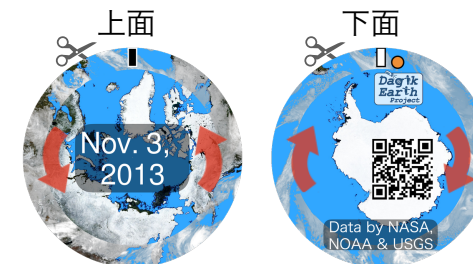 上面
下面
Nov. 3,
2013
Dagik
Earth
Project
Data by NASA,
NOAA & USGS